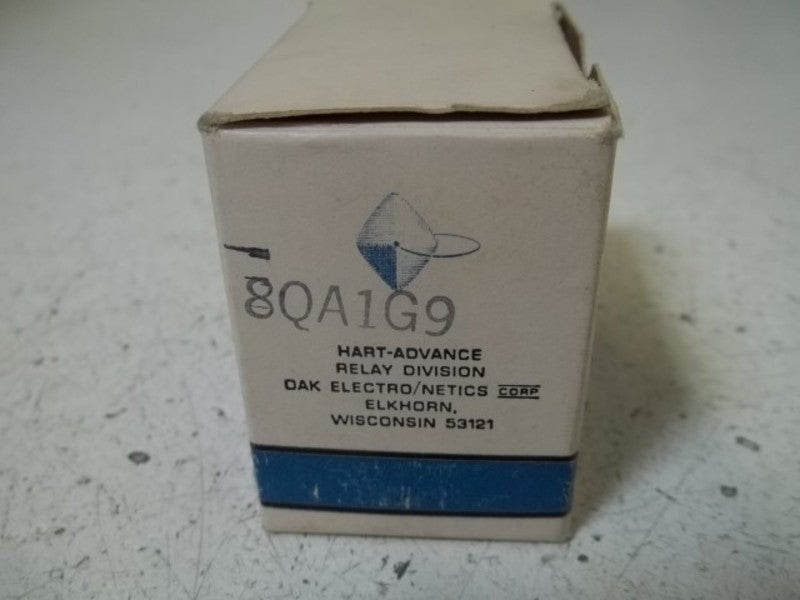 8QA1G9
HART-ADVANCE
RELAY DIVISION
OAK ELECTRO/NETICS CORP
ELKHORN,
WISCONSIN 53121